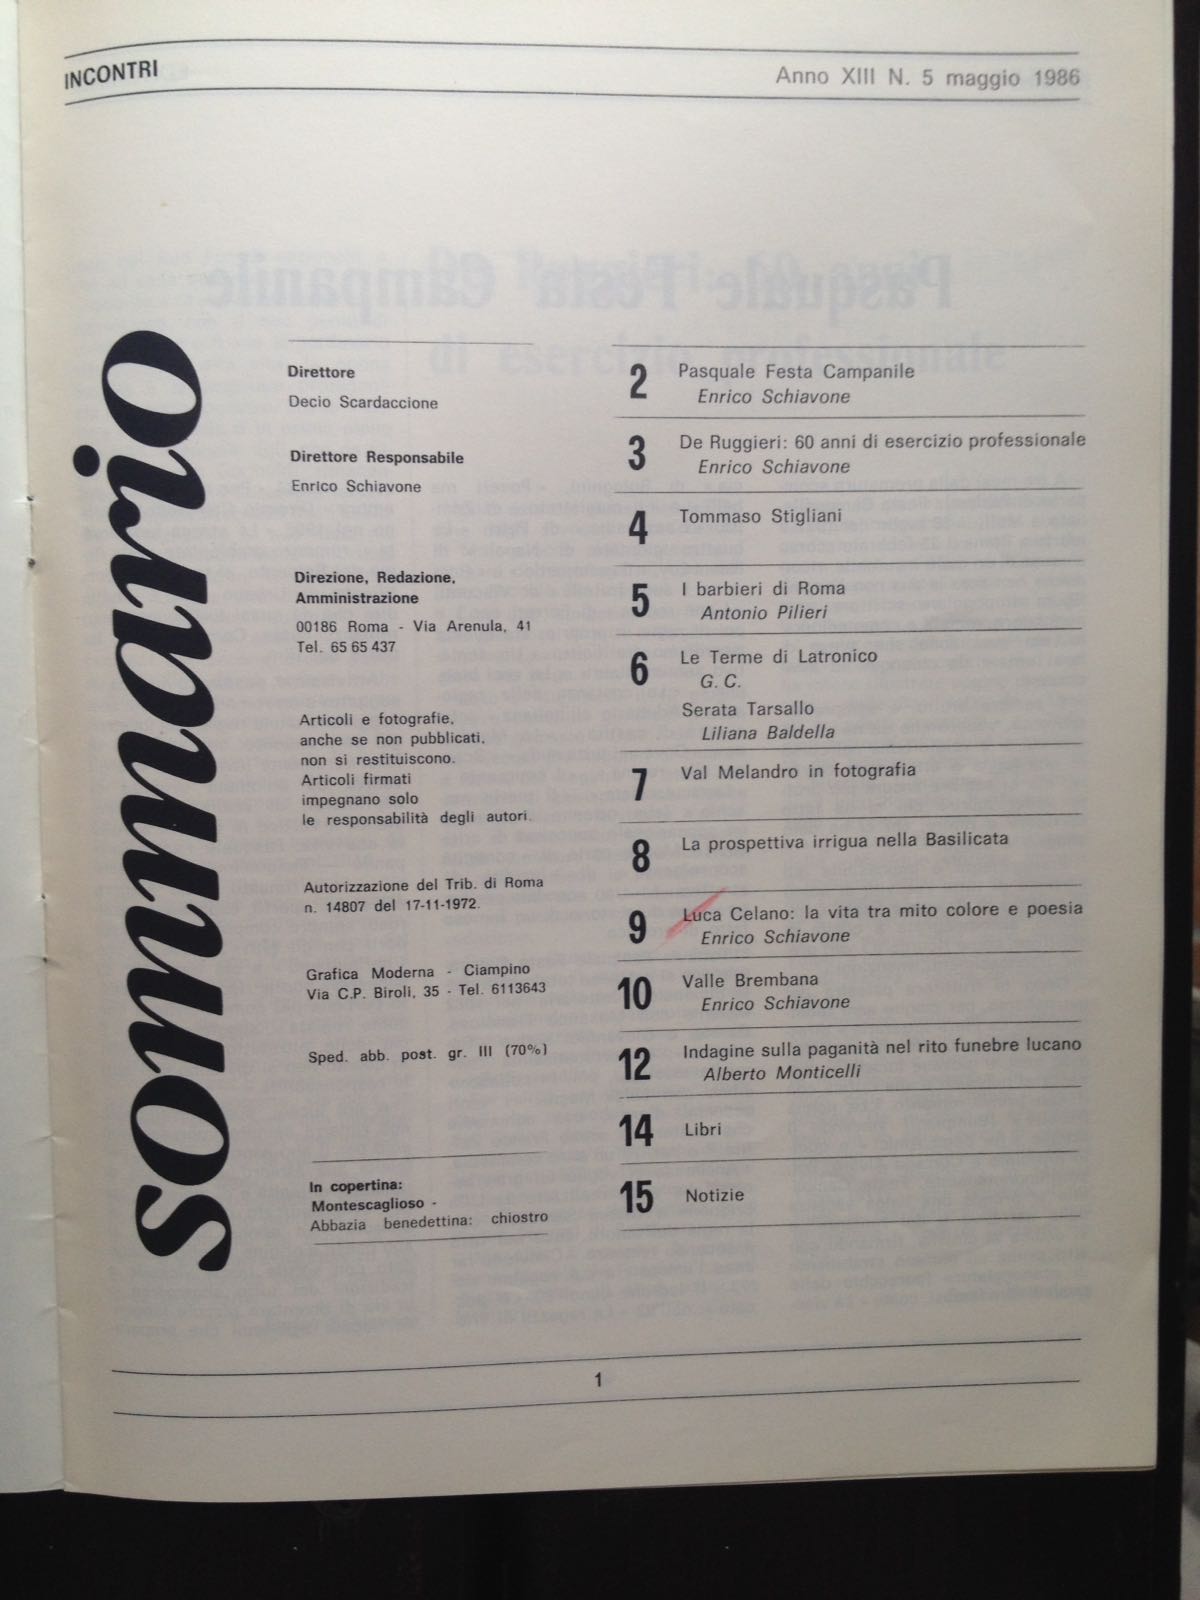 INCONTRI
Anno XIII N. 5 maggio 1986
sommario
Direttore
Decio Scardaccione
Direttore Responsabile
Enrico Schiavone
Direzione, Redazione,
Amministrazione
00186 Roma - Via Arenula, 41
Tel. 65 65 437
Articoli e fotografie,
anche se non pubblicati,
non si restituiscono.
Articoli firmati
impegnano solo
le responsabilità degli autori.
Autorizzazione del Trib. di Roma
n. 14807 del 17-11-1972.
Grafica Moderna - Ciampino
Via C.P. Biroli, 35 - Tel. 6113643
Sped. abb. post. gr. III (70%)
In copertina:
Montescaglioso -
Abbazia benedettina: chiostro
2 Pasquale Festa Campanile
Enrico Schiavone
3 De Ruggieri: 60 anni di esercizio professionale
Enrico Schiavone
4 Tommaso Stigliani
5 I barbieri di Roma
Antonio Pilieri
6 Le Terme di Latronico
G. C.
Serata Tarsallo
Liliana Baldella
7 Val Melandro in fotografia
8 La prospettiva irrigua nella Basilicata
9 Luca Celano: la vita tra mito colore e poesia
Enrico Schiavone
10 Valle Brembana
Enrico Schiavone
12 Indagine sulla paganità nel rito funebre lucano
Alberto Monticelli
14 Libri
15 Notizie
1